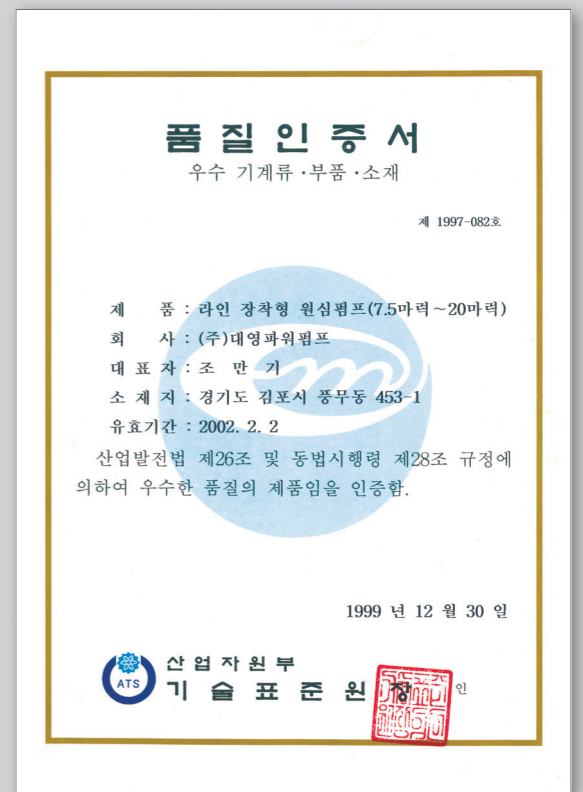 품질인증서
우수 기계류·부품·소재
제 1997-082호
제 품 : 라인 장착형 원심펌프(7.5마력~20마력)
회 사 : (주)대영파워펌프
대 표 자 : 조 만 기
소 재 지 : 경기도 김포시 풍무동 453-1
유효기간 : 2002. 2. 2
산업발전법 제26조 및 동법시행령 제28조 규정에
의하여 우수한 품질의 제품임을 인증함.
1999 년 12 월 30 일
ATS
산업자원부
기술표준원장 인